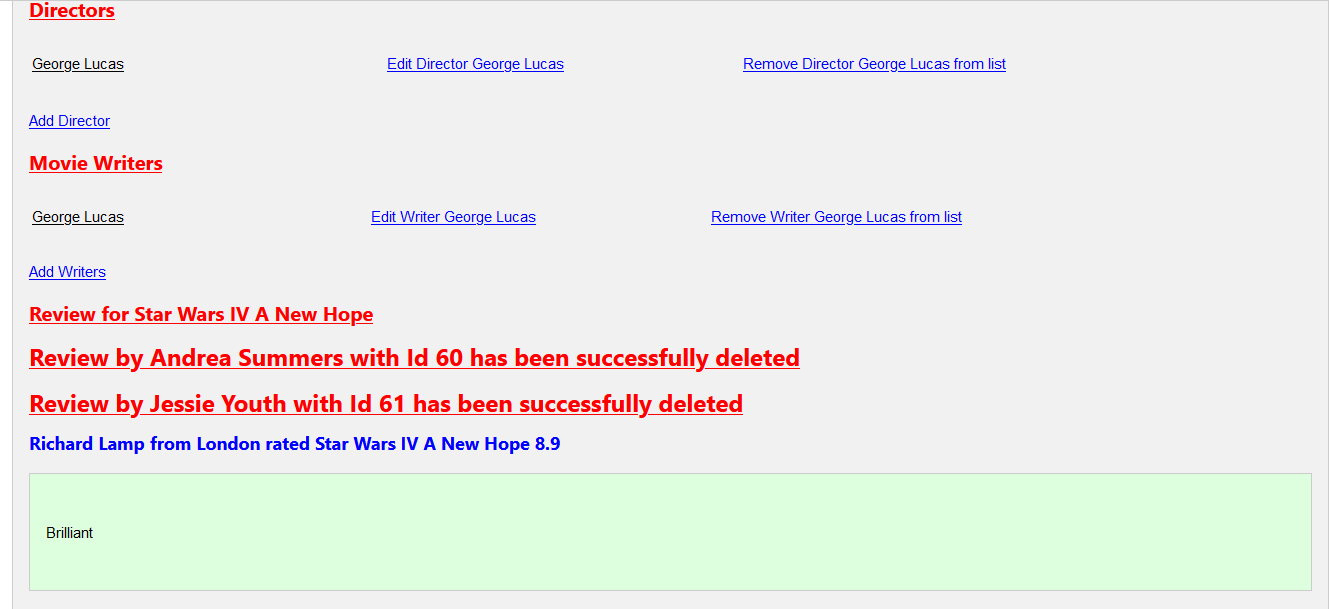 Directors
George Lucas Edit Director George Lucas Remove Director George Lucas from list
Add Director
Movie Writers
George Lucas Edit Writer George Lucas Remove Writer George Lucas from list
Add Writers
Review for Star Wars IV A New Hope
Review by Andrea Summers with Id 60 has been successfully deleted
Review by Jessie Youth with Id 61 has been successfully deleted
Richard Lamp from London rated Star Wars IV A New Hope 8.9
Brilliant